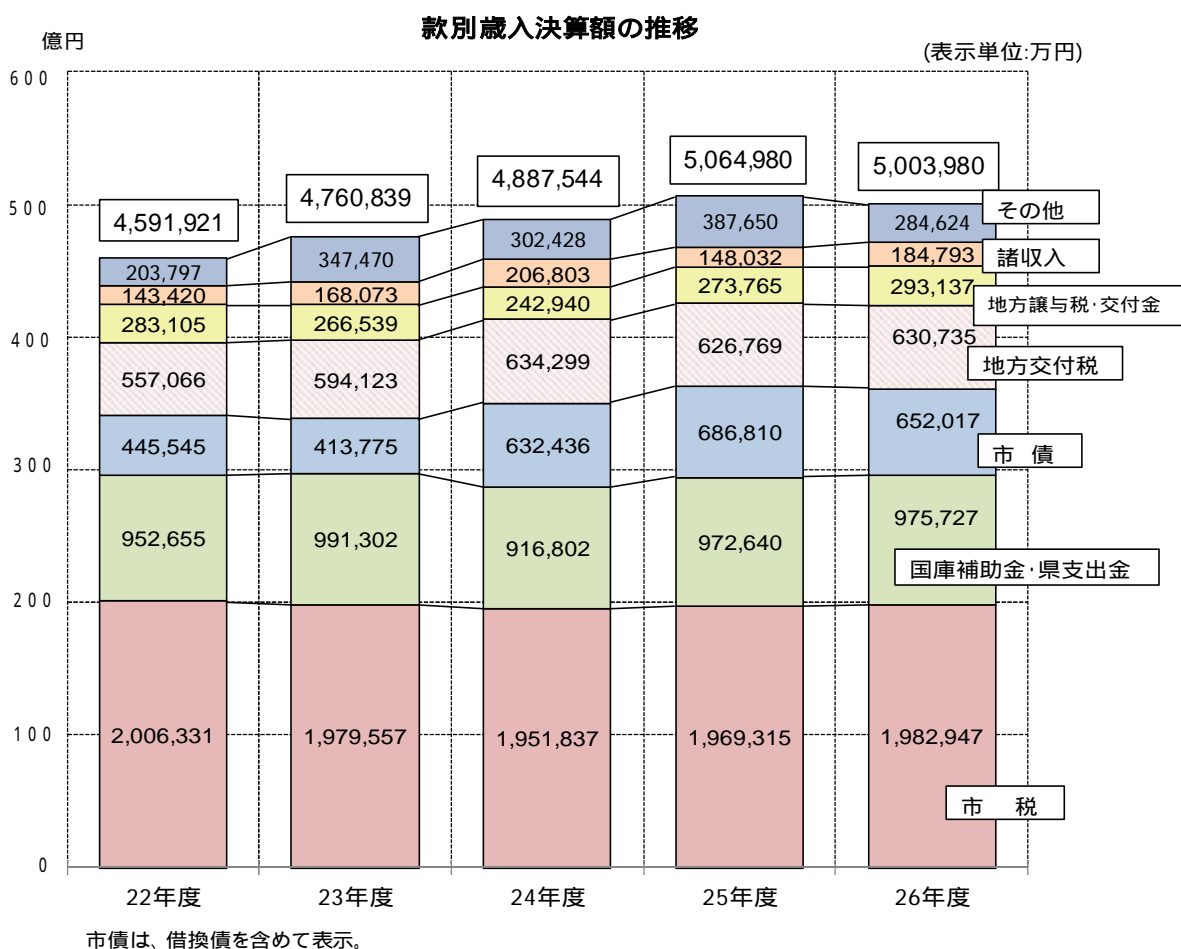 款別歳入決算額の推移
億円
(表示単位:万円)
600
500
400
300
200
100
0
4,591,921
4,760,839
4,887,544
5,064,980
5,003,980
203,797
347,470
302,428
387,650
284,624
その他
143,420
168,073
206,803
148,032
184,793
諸収入
283,105
266,539
242,940
273,765
293,137
地方譲与税・交付金
557,066
594,123
634,299
626,769
630,735
地方交付税
445,545
413,775
632,436
686,810
652,017
市 債
952,655
991,302
916,802
972,640
975,727
国庫補助金・県支出金
2,006,331
1,979,557
1,951,837
1,969,315
1,982,947
市 税
22年度
23年度
24年度
25年度
26年度
市債は、借換債を含めて表示。